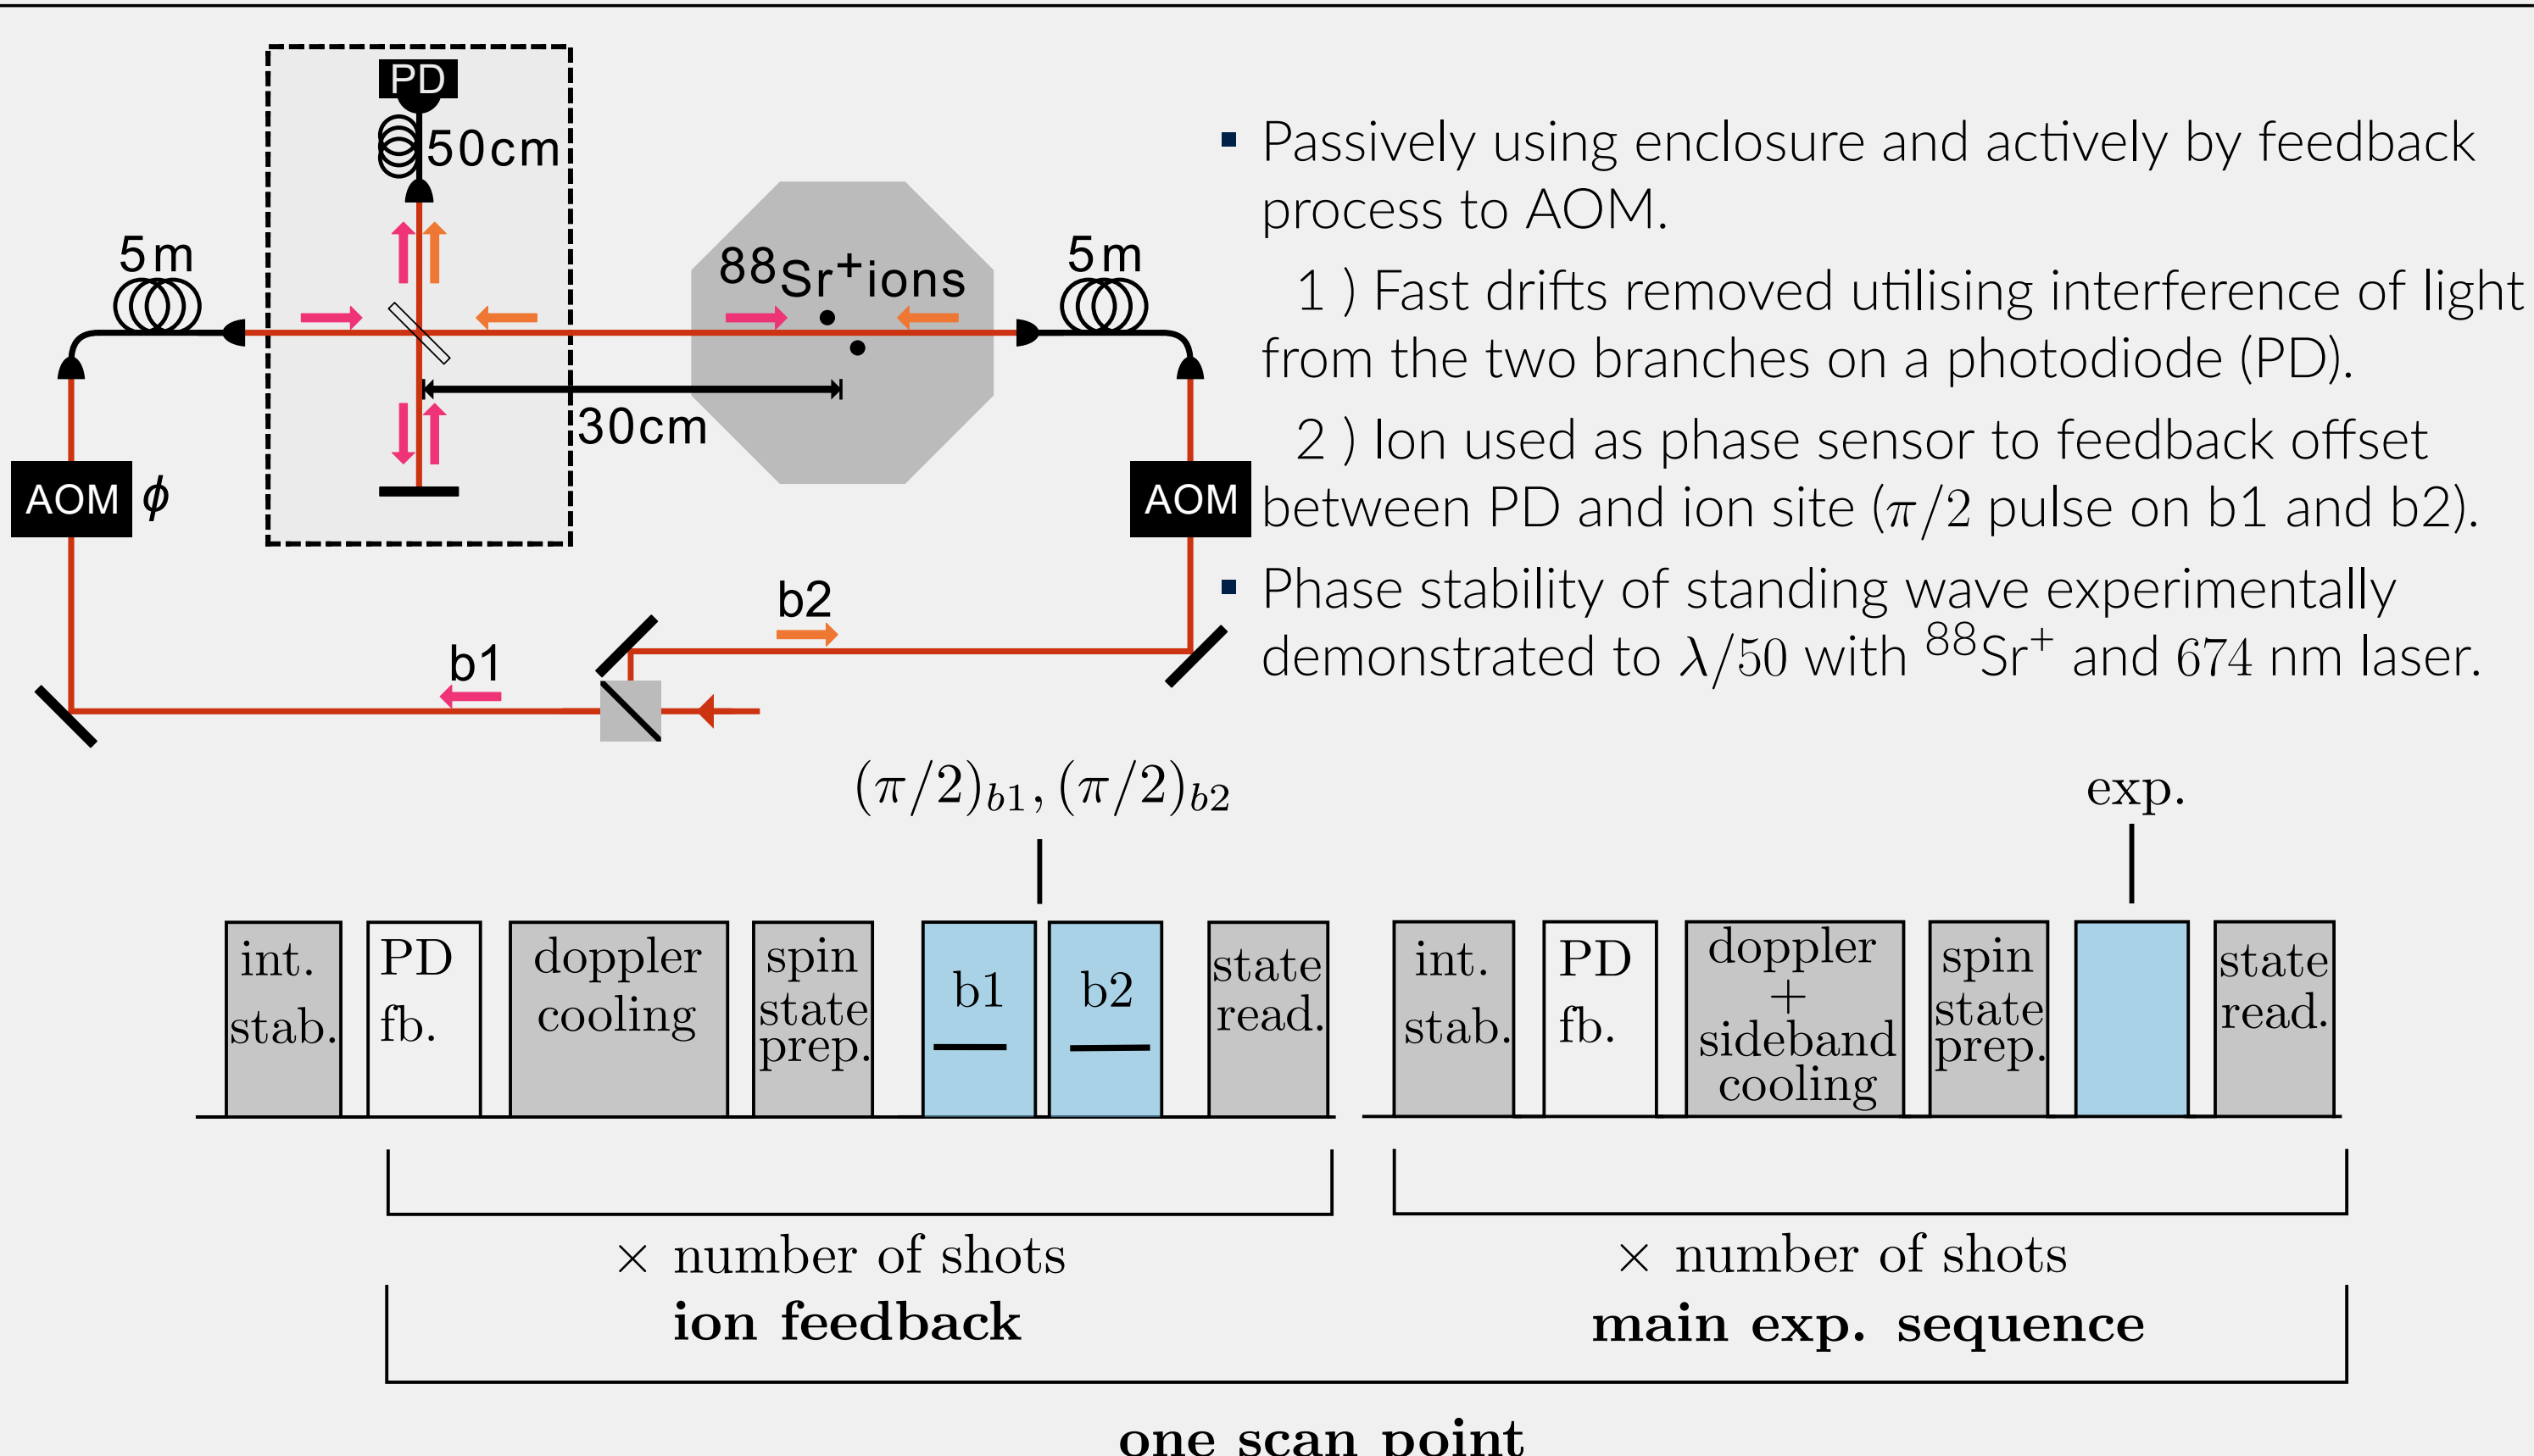 PD
50cm
5m
⁸⁸Sr⁺ions
5m
30cm
AOM ϕ
AOM
b2
b1
▪ Passively using enclosure and actively by feedback
process to AOM.
1 ) Fast drifts removed utilising interference of light
from the two branches on a photodiode (PD).
2 ) Ion used as phase sensor to feedback offset
between PD and ion site (π/2 pulse on b1 and b2).
▪ Phase stability of standing wave experimentally
demonstrated to λ/50 with ⁸⁸Sr⁺ and 674 nm laser.
(π/2)b1, (π/2)b2
exp.
int.
stab.
PD
fb.
doppler
cooling
spin
state
prep.
b1
b2
state
read.
int.
stab.
PD
fb.
doppler
+
sideband
cooling
spin
state
prep.
state
read.
× number of shots
ion feedback
× number of shots
main exp. sequence
one scan point